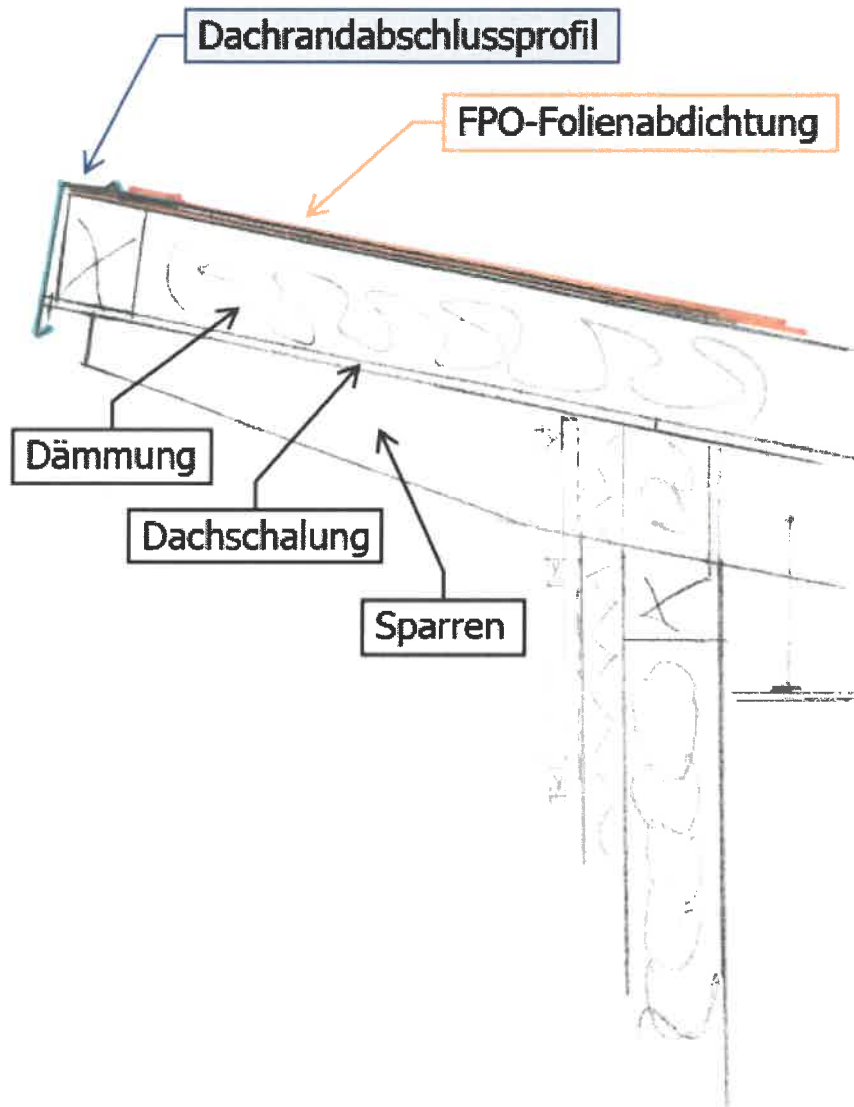 Dachrandabschlussprofil
FPO-Folienabdichtung
Dämmung
Dachschalung
Sparren